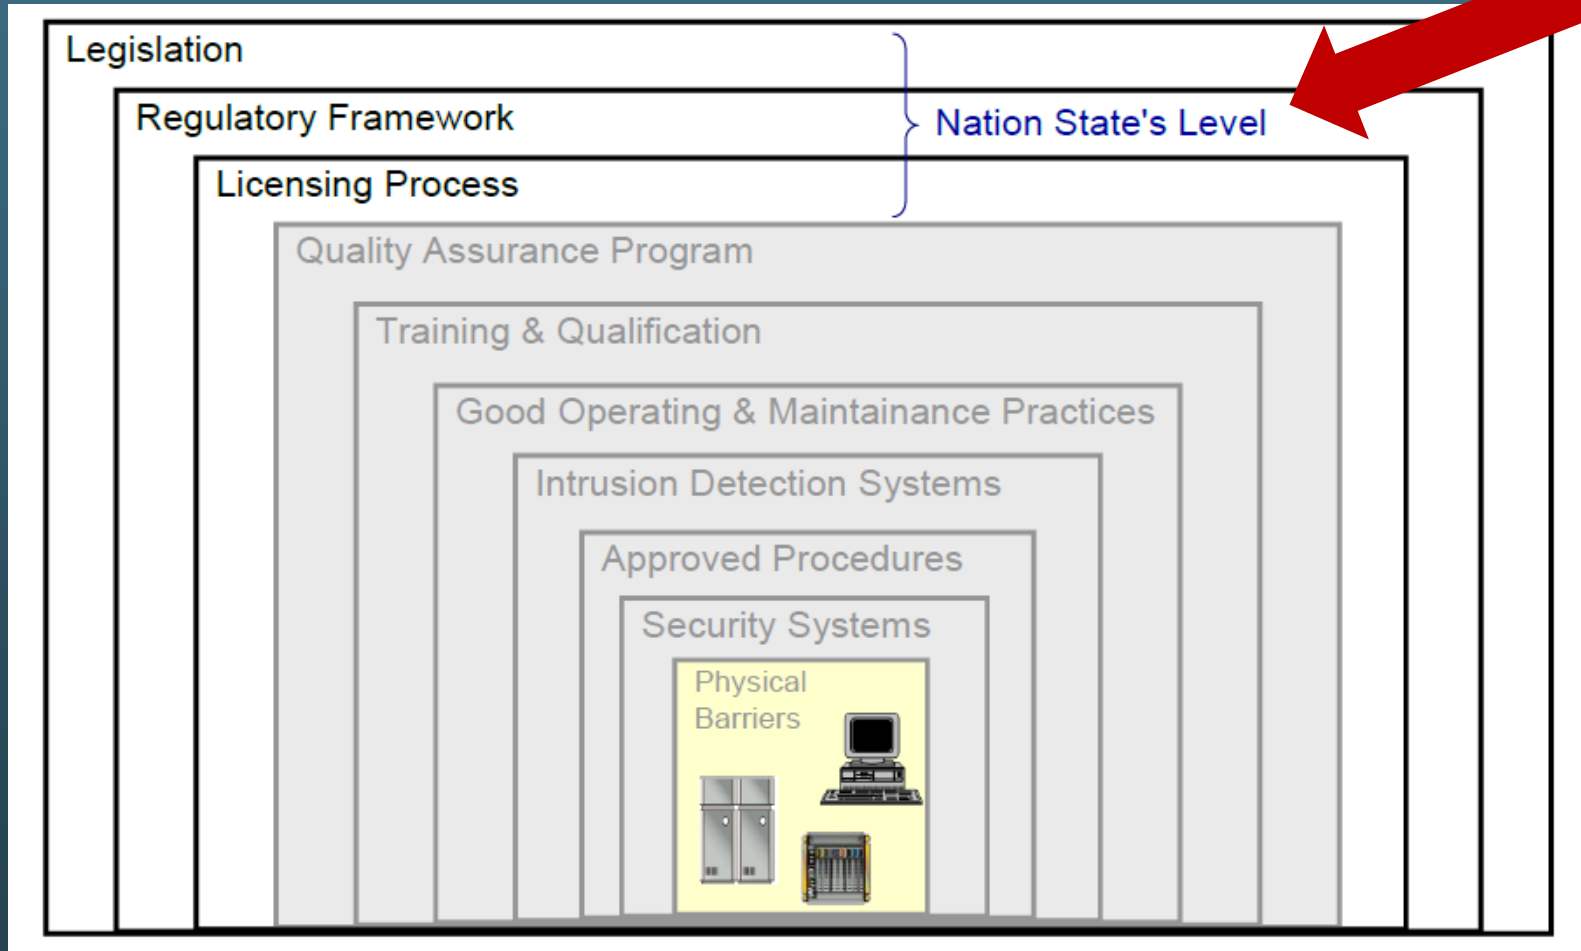 Legislation
Regulatory Framework
Nation State's Level
Licensing Process
Quality Assurance Program
Training & Qualification
Good Operating & Maintainance Practices
Intrusion Detection Systems
Approved Procedures
Security Systems
Physical
Barriers